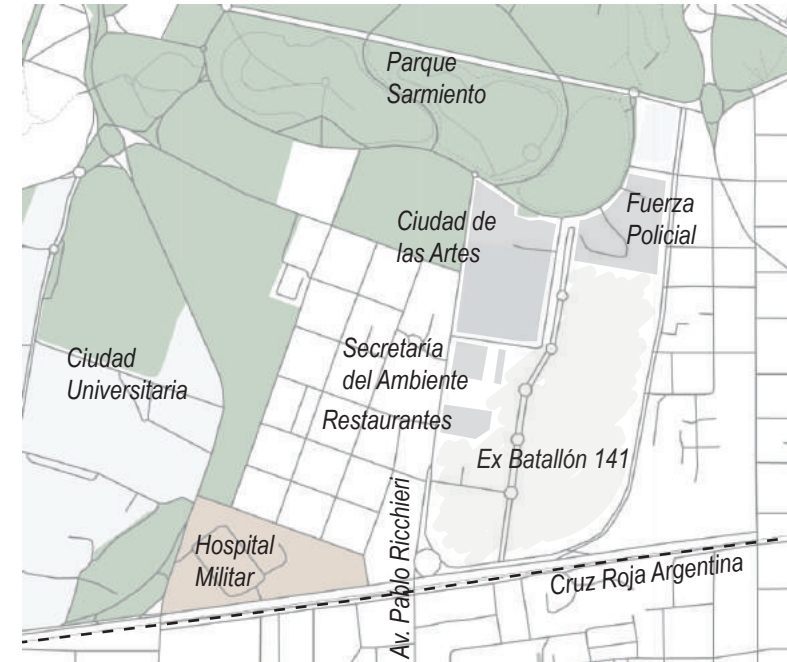 Parque
Sarmiento
Fuerza
Policial
Ciudad de
las Artes
Secretaría
del Ambiente
Ciudad
Universitaria
Restaurantes
Ex Batallón 141
Av. Pablo Ricchieri
Hospital
Militar
Cruz Roja Argentina